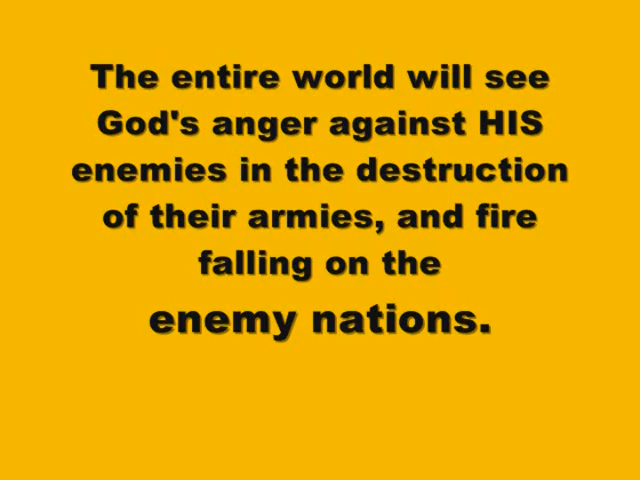 The entire world will see
God's anger against HIS
enemies in the destruction
of their armies, and fire
falling on the
enemy nations.